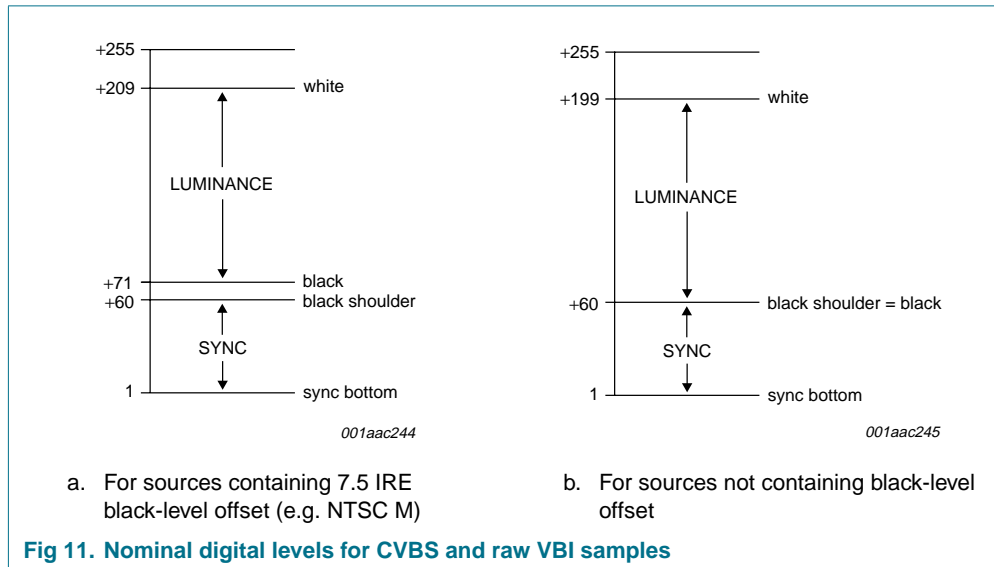 +255
+209
white
LUMINANCE
+71
black
+60
black shoulder
SYNC
1
sync bottom
001aac244
a. For sources containing 7.5 IRE
black-level offset (e.g. NTSC M)
+255
+199
white
LUMINANCE
+60
black shoulder = black
SYNC
1
sync bottom
001aac245
b. For sources not containing black-level
offset
Fig 11. Nominal digital levels for CVBS and raw VBI samples